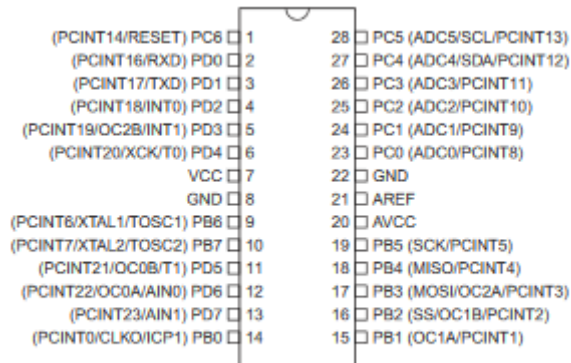 (PCINT14/RESET) PC6 1 28 PC5 (ADC5/SCL/PCINT13)
(PCINT16/RXD) PD0 2 27 PC4 (ADC4/SDA/PCINT12)
(PCINT17/TXD) PD1 3 26 PC3 (ADC3/PCINT11)
(PCINT18/INT0) PD2 4 25 PC2 (ADC2/PCINT10)
(PCINT19/OC2B/INT1) PD3 5 24 PC1 (ADC1/PCINT9)
(PCINT20/XCK/T0) PD4 6 23 PC0 (ADC0/PCINT8)
VCC 7 22 GND
GND 8 21 AREF
(PCINT6/XTAL1/TOSC1) PB6 9 20 AVCC
(PCINT7/XTAL2/TOSC2) PB7 10 19 PB5 (SCK/PCINT5)
(PCINT21/OC0B/T1) PD5 11 18 PB4 (MISO/PCINT4)
(PCINT22/OC0A/AIN0) PD6 12 17 PB3 (MOSI/OC2A/PCINT3)
(PCINT23/AIN1) PD7 13 16 PB2 (SS/OC1B/PCINT2)
(PCINT0/CLKO/ICP1) PB0 14 15 PB1 (OC1A/PCINT1)